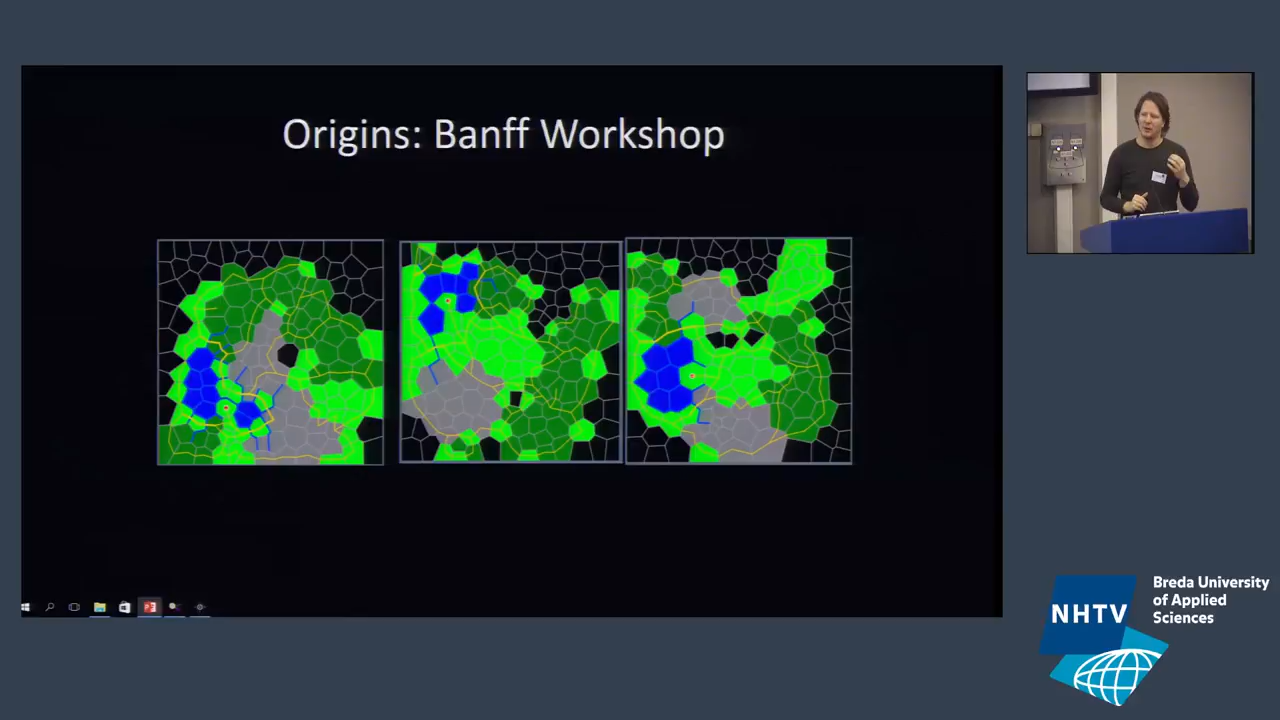 Origins: Banff Workshop
NHTV
Breda University
of Applied
Sciences